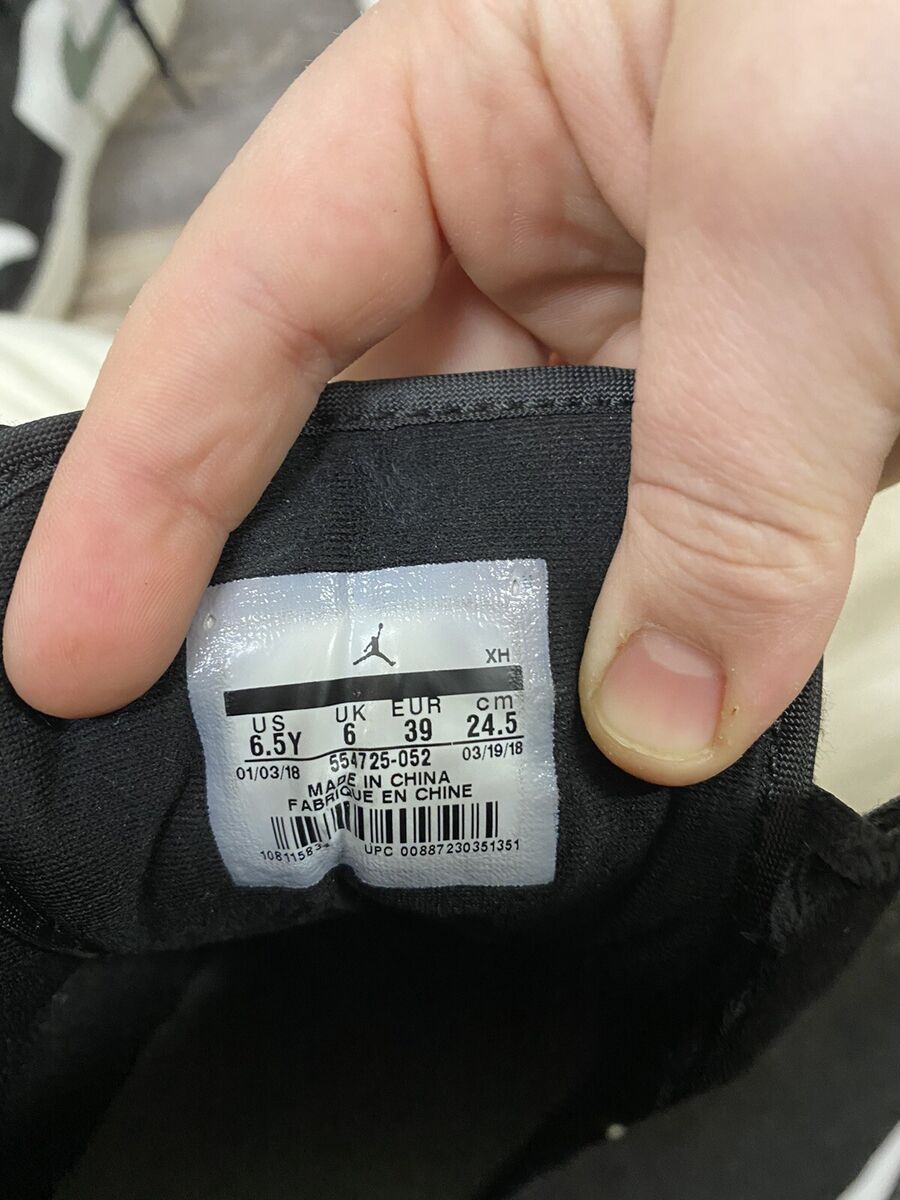 XH
US UK EUR cm
6.5Y 6 39 24.5
01/03/18 554725-052 03/19/18
MADE IN CHINA
FABRIQUE EN CHINE
UPC 00887230351351